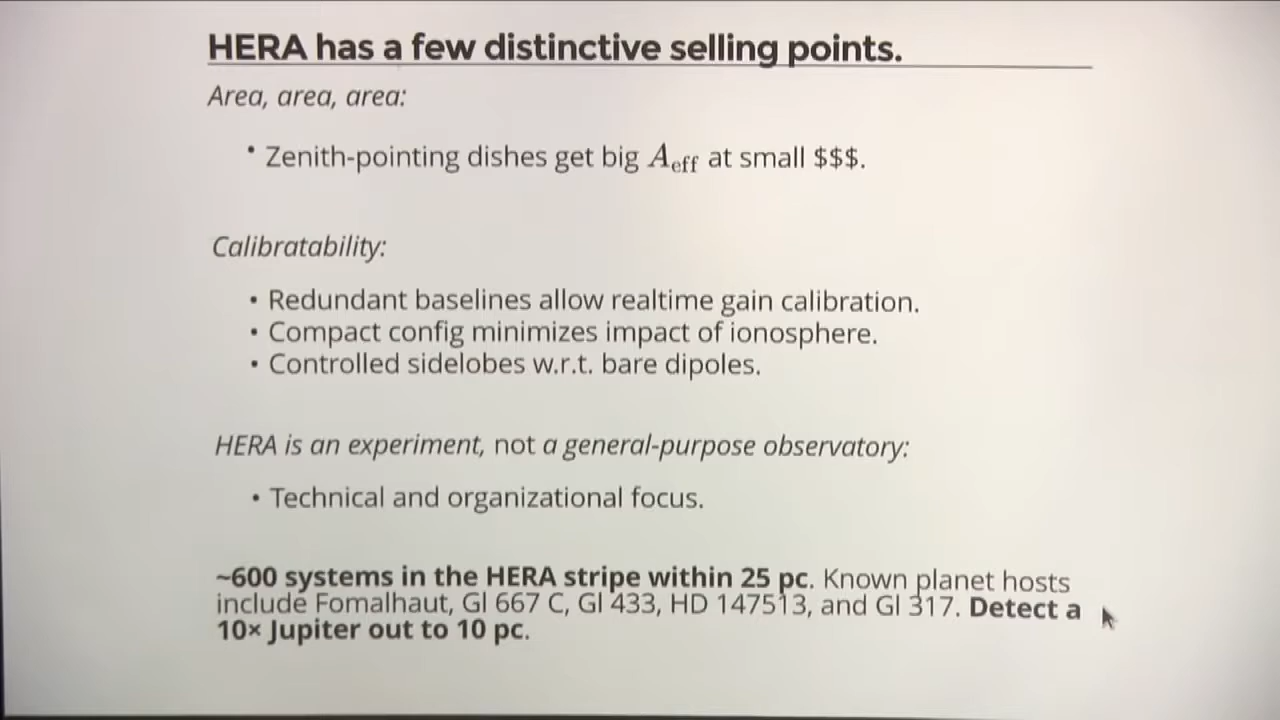 HERA has a few distinctive selling points.
Area, area, area:
• Zenith-pointing dishes get big A_eff at small $$$.
Calibratability:
• Redundant baselines allow realtime gain calibration.
• Compact config minimizes impact of ionosphere.
• Controlled sidelobes w.r.t. bare dipoles.
HERA is an experiment, not a general-purpose observatory:
• Technical and organizational focus.
~600 systems in the HERA stripe within 25 pc. Known planet hosts
include Fomalhaut, Gl 667 C, Gl 433, HD 147513, and Gl 317. Detect a
10× Jupiter out to 10 pc.